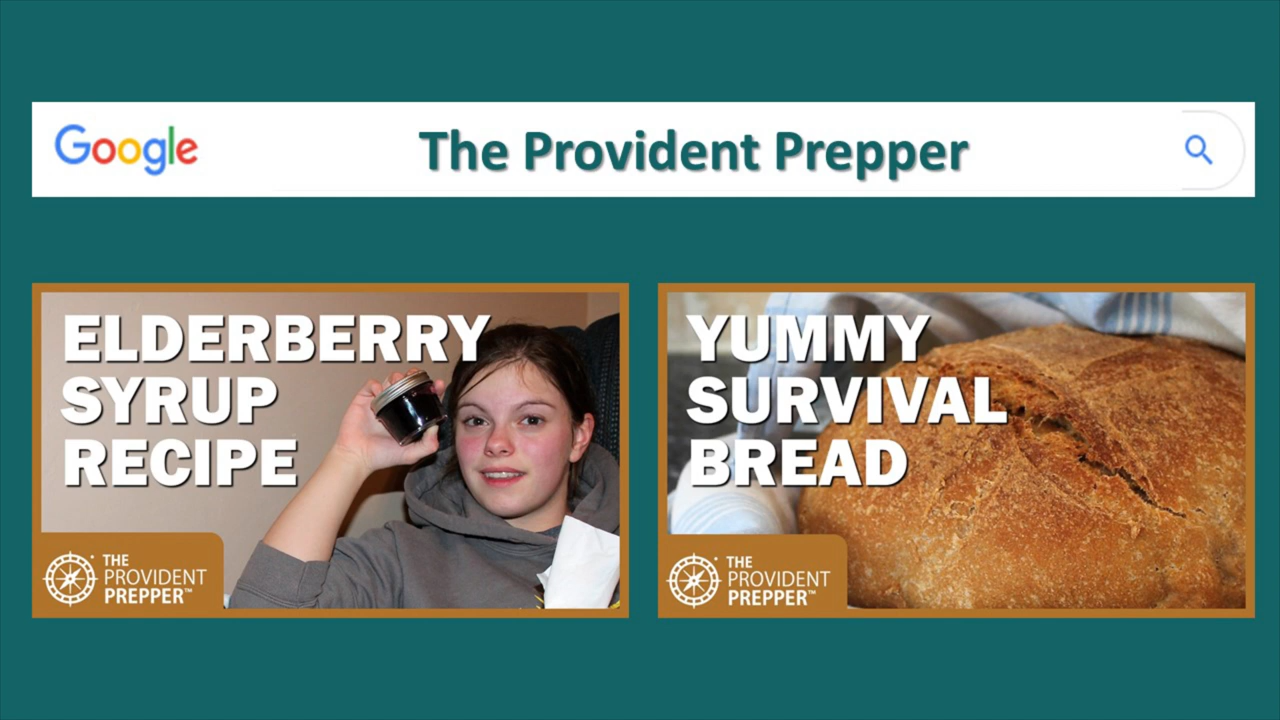 Google
The Provident Prepper
ELDERBERRY
SYRUP
RECIPE
THE
PROVIDENT
PREPPER™
YUMMY
SURVIVAL
BREAD
THE
PROVIDENT
PREPPER™